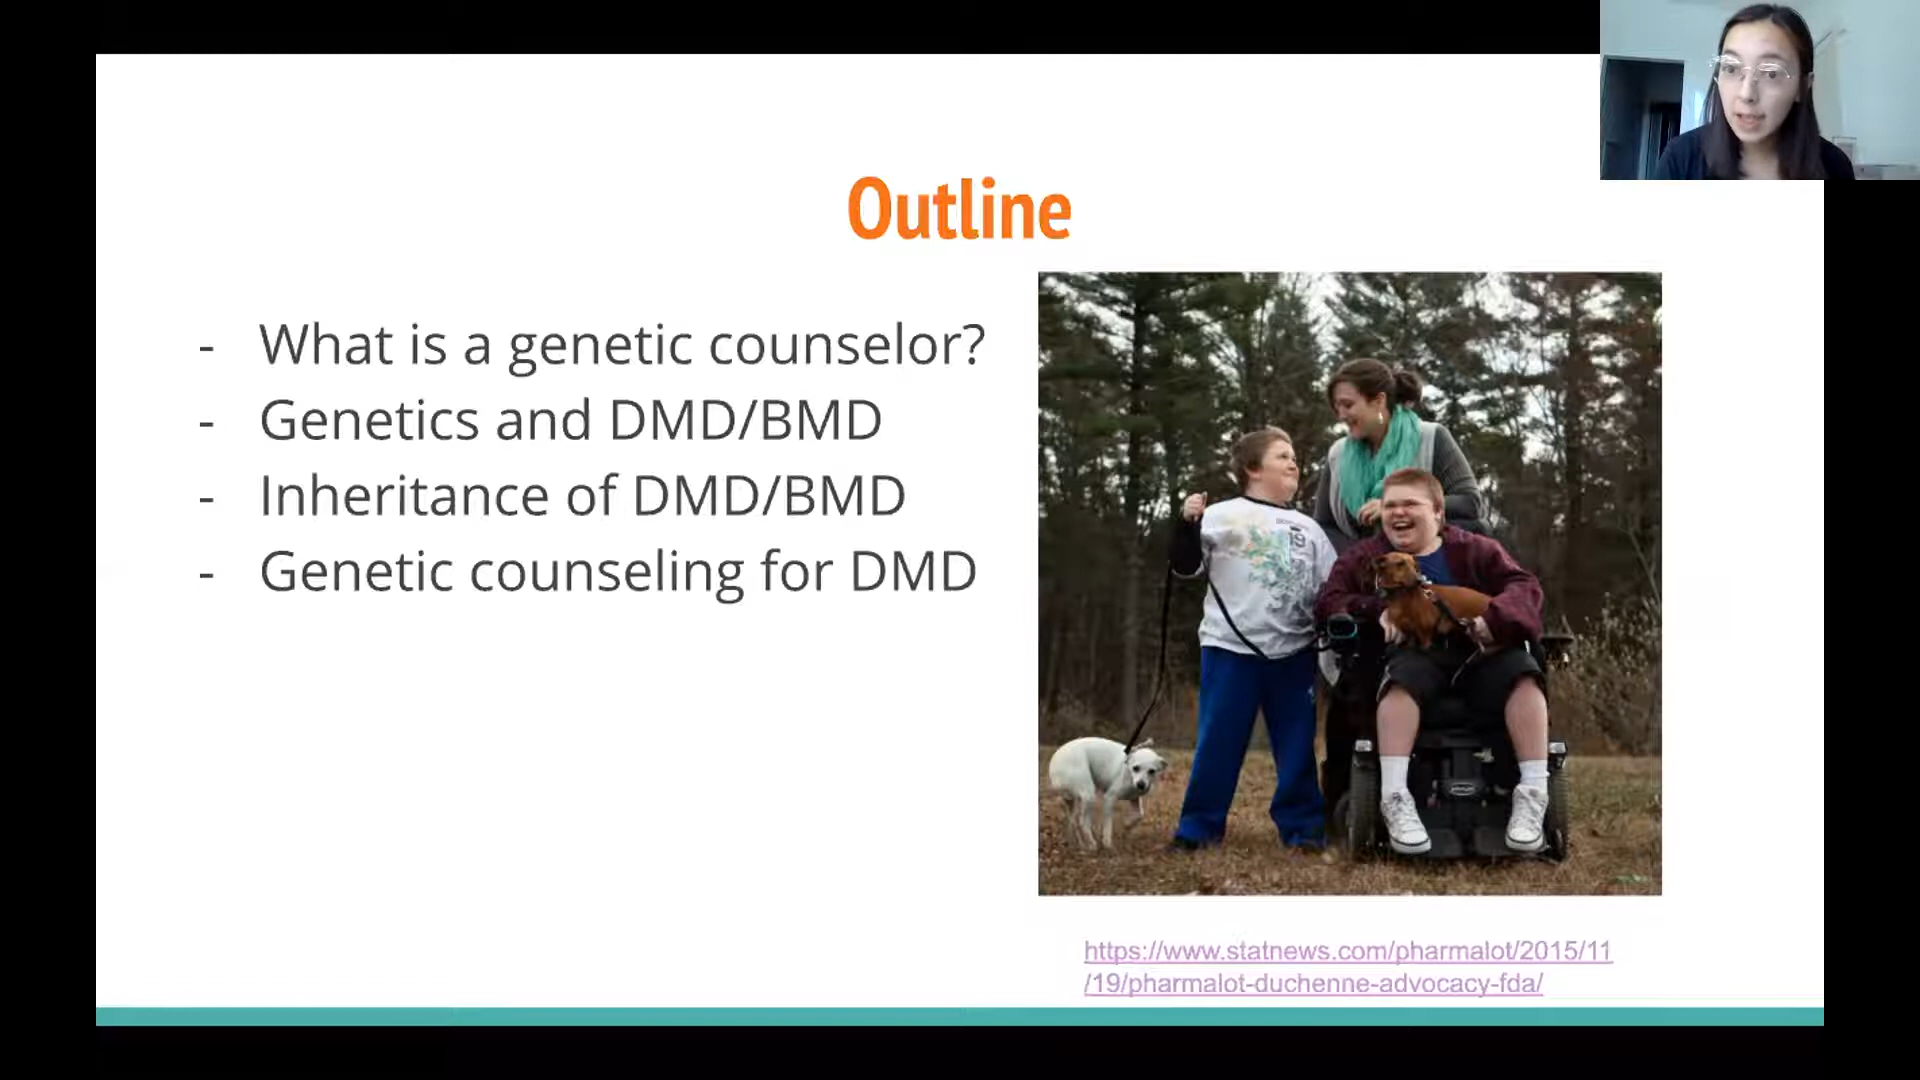 Outline
- What is a genetic counselor?
- Genetics and DMD/BMD
- Inheritance of DMD/BMD
- Genetic counseling for DMD
19
https://www.statnews.com/pharmalot/2015/11
/19/pharmalot-duchenne-advocacy-fda/